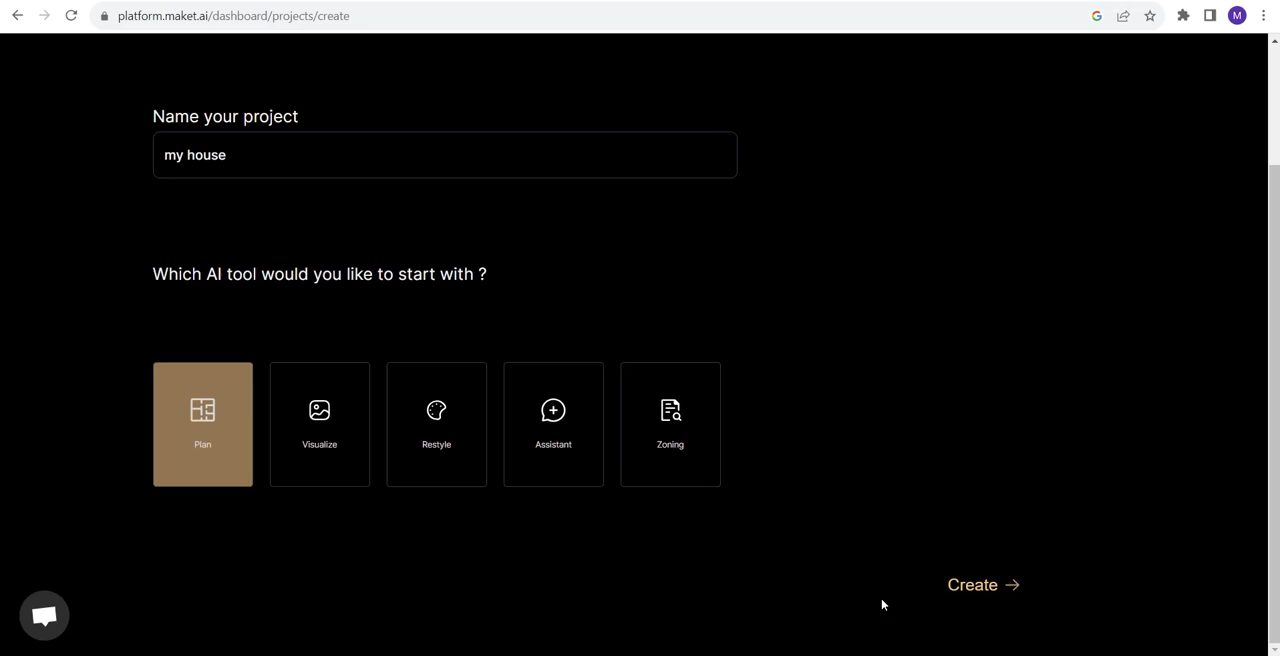 platform.maket.ai/dashboard/projects/create
G
M
Name your project
my house
Which AI tool would you like to start with ?
Plan
Visualize
Restyle
Assistant
Zoning
Create